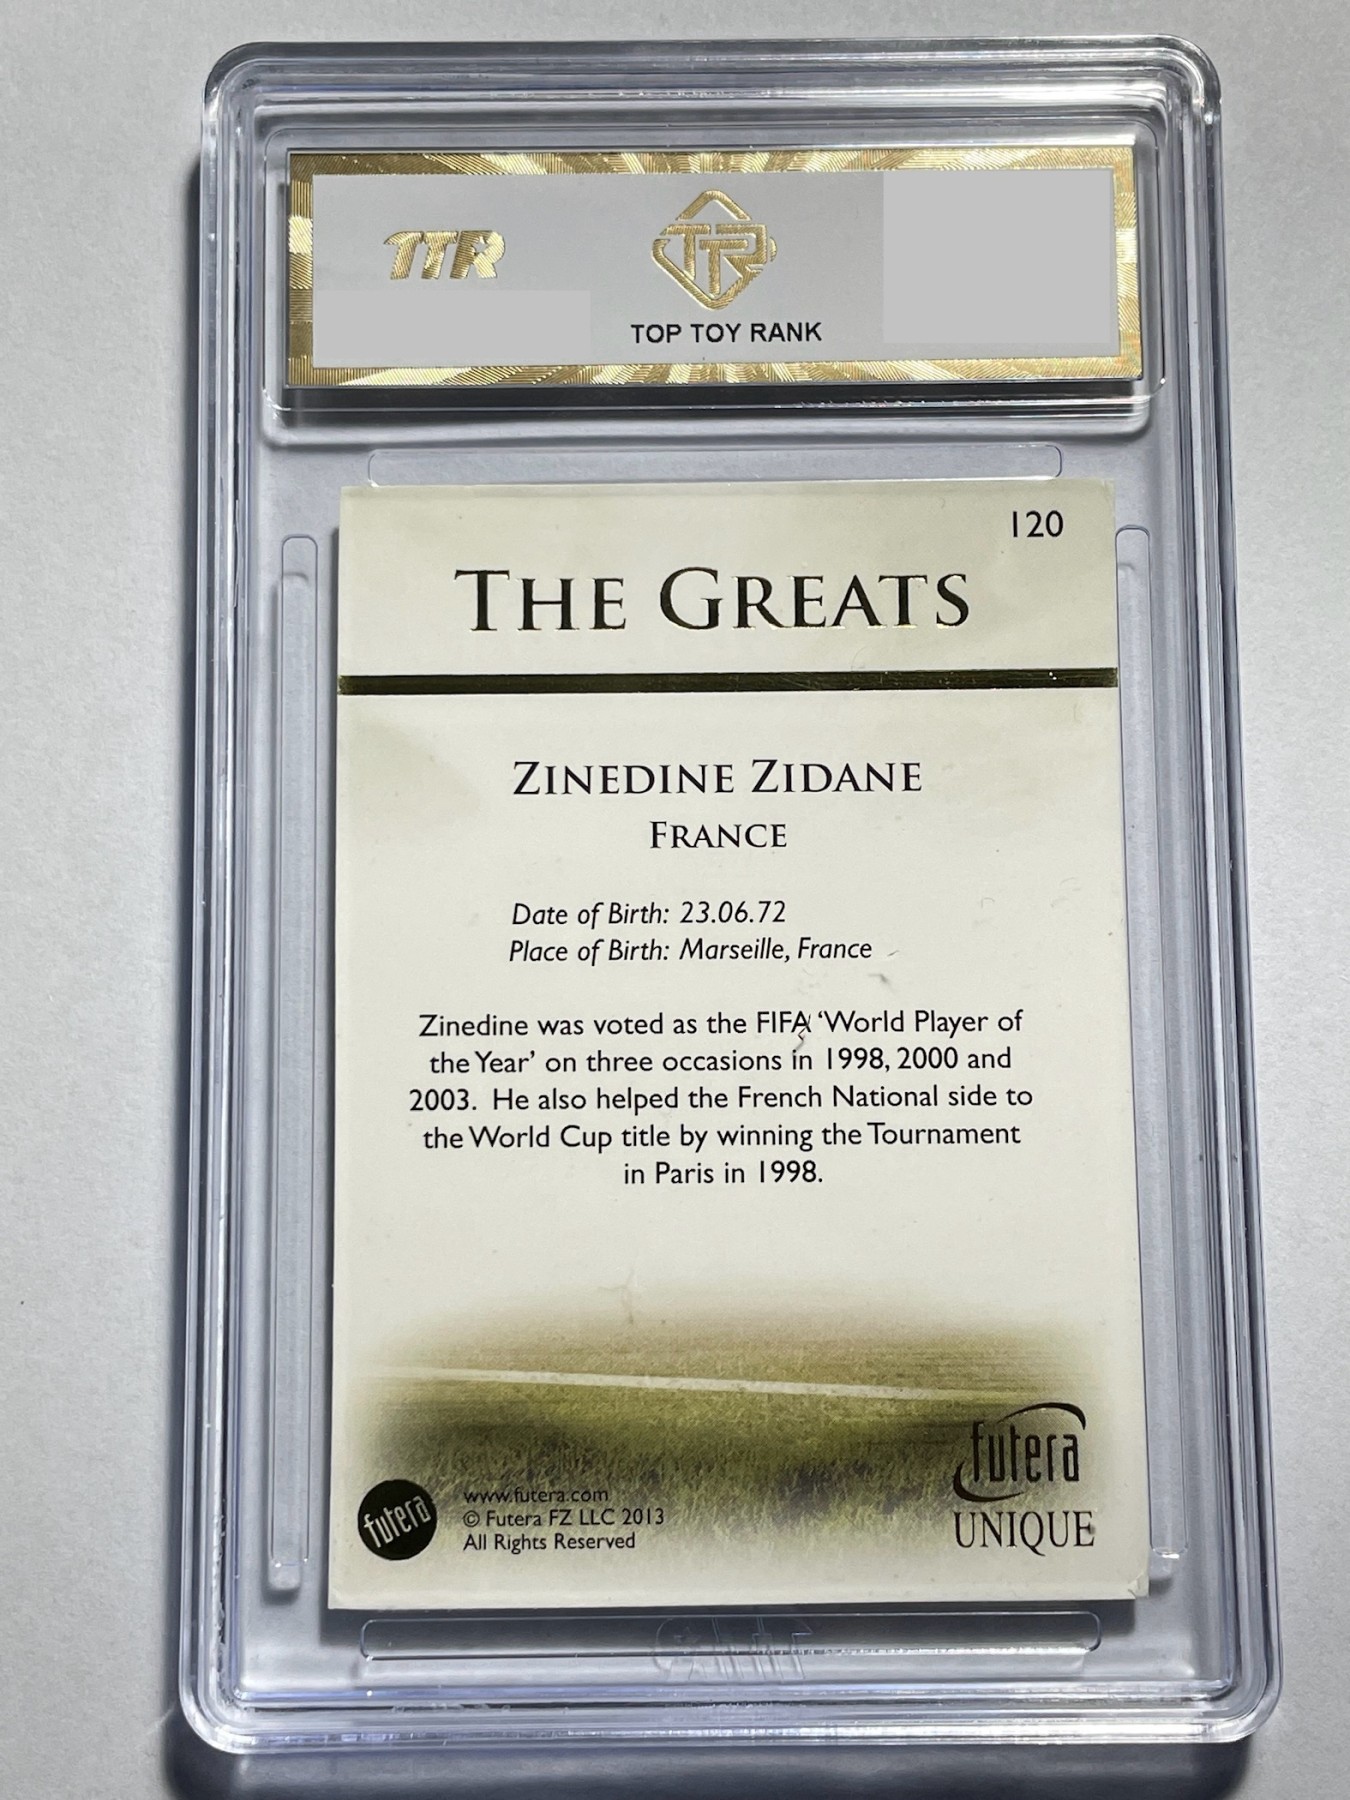 TTR
TTR
TOP TOY RANK
120
THE GREATS
ZINEDINE ZIDANE
FRANCE
Date of Birth: 23.06.72
Place of Birth: Marseille, France
Zinedine was voted as the FIFA ‘World Player of
the Year’ on three occasions in 1998, 2000 and
2003. He also helped the French National side to
the World Cup title by winning the Tournament
in Paris in 1998.
futera
UNIQUE
futera
www.futera.com
© Futera FZ LLC 2013
All Rights Reserved